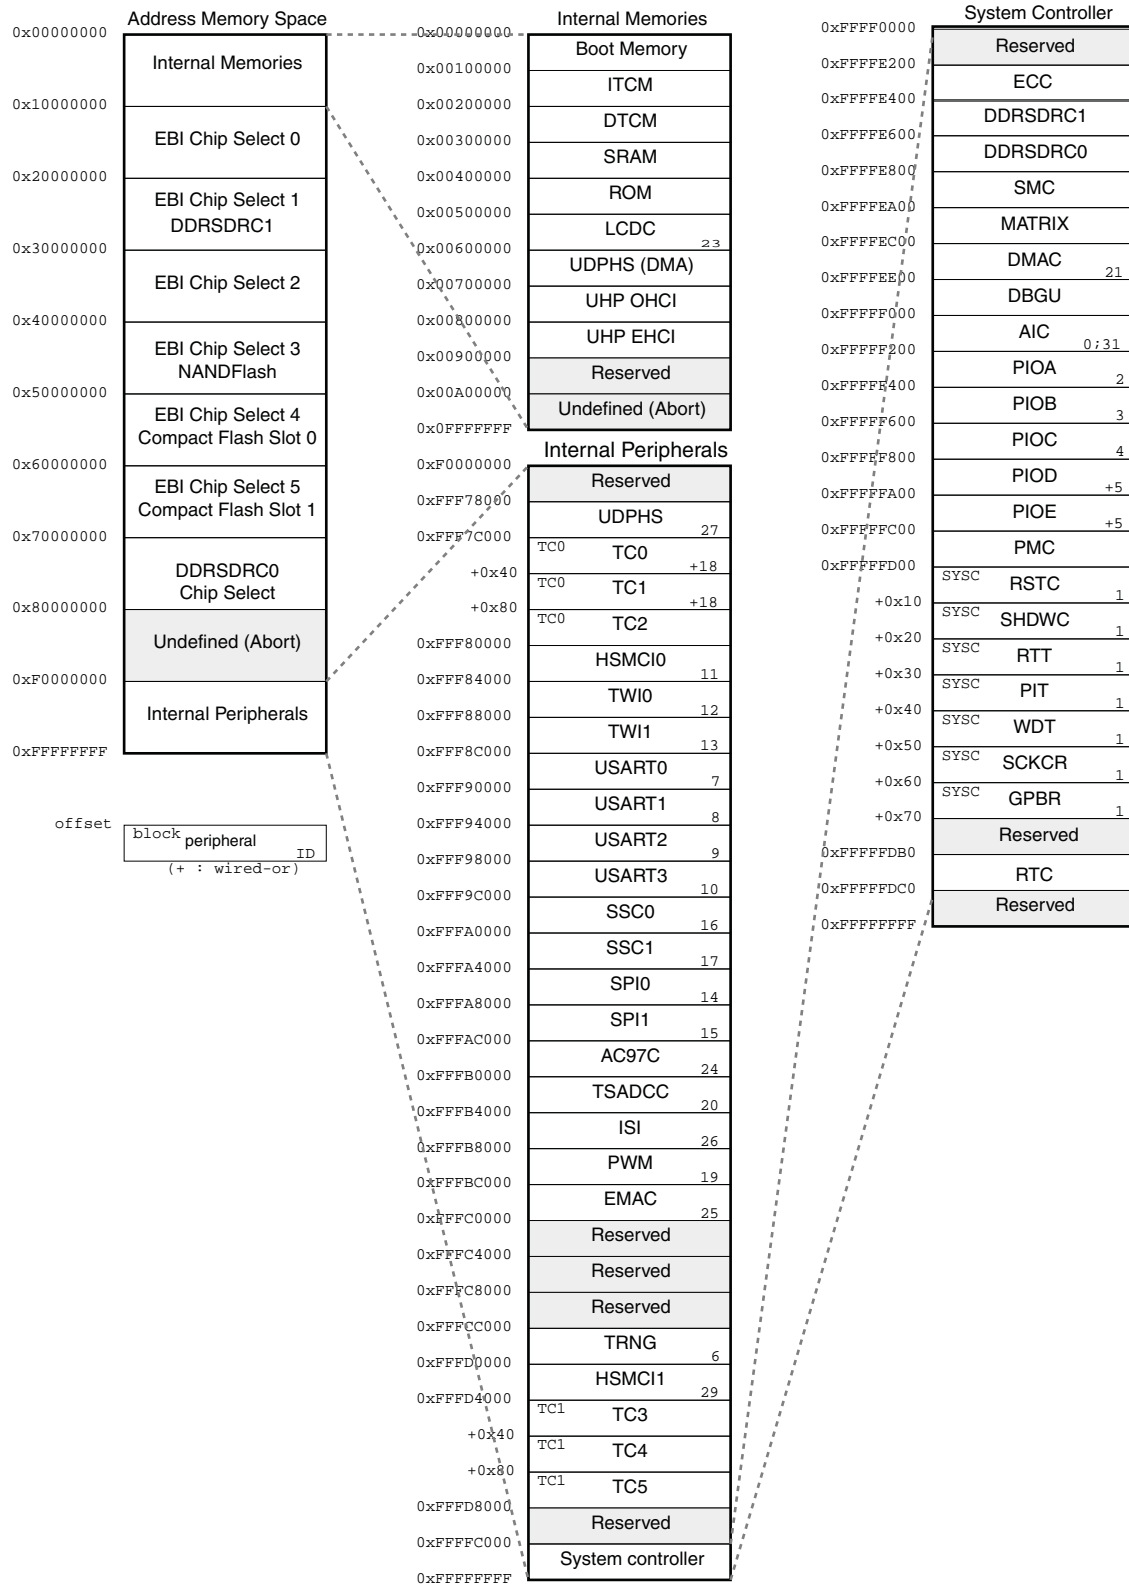 Address Memory Space
0x00000000
Internal Memories
0x10000000
EBI Chip Select 0
0x20000000
EBI Chip Select 1
DDRSDRC1
0x30000000
EBI Chip Select 2
0x40000000
EBI Chip Select 3
NANDFlash
0x50000000
EBI Chip Select 4
Compact Flash Slot 0
0x60000000
EBI Chip Select 5
Compact Flash Slot 1
0x70000000
DDRSDRC0
Chip Select
0x80000000
Undefined (Abort)
0xF0000000
Internal Peripherals
0xFFFFFFFF
offset
block
peripheral
ID
(+ : wired-or)
Internal Memories
0x00000000
Boot Memory
0x00100000
ITCM
0x00200000
DTCM
0x00300000
SRAM
0x00400000
ROM
0x00500000
LCDC
23
0x00600000
UDPHS (DMA)
0x00700000
UHP OHCI
0x00800000
UHP EHCI
0x00900000
Reserved
0x00A00000
Undefined (Abort)
0x0FFFFFFF
Internal Peripherals
0xF0000000
Reserved
0xFFF78000
UDPHS
27
0xFFF7C000
TC0
TC0
+18
+0x40
TC0
TC1
+18
+0x80
TC0
TC2
0xFFF80000
HSMCI0
11
0xFFF84000
TWI0
12
0xFFF88000
TWI1
13
0xFFF8C000
USART0
7
0xFFF90000
USART1
8
0xFFF94000
USART2
9
0xFFF98000
USART3
10
0xFFF9C000
SSC0
16
0xFFFA0000
SSC1
17
0xFFFA4000
SPI0
14
0xFFFA8000
SPI1
15
0xFFFAC000
AC97C
24
0xFFFB0000
TSADCC
20
0xFFFB4000
ISI
26
0xFFFB8000
PWM
19
0xFFFBC000
EMAC
25
0xFFFC0000
Reserved
0xFFFC4000
Reserved
0xFFFC8000
Reserved
0xFFFCC000
TRNG
6
0xFFFD0000
HSMCI1
29
0xFFFD4000
TC1
TC3
+0x40
TC1
TC4
+0x80
TC1
TC5
0xFFFD8000
Reserved
0xFFFFC000
System controller
0xFFFFFFFF
System Controller
0xFFFF0000
Reserved
0xFFFFE200
ECC
0xFFFFE400
DDRSDRC1
0xFFFFE600
DDRSDRC0
0xFFFFE800
SMC
0xFFFFEA00
MATRIX
0xFFFFEC00
DMAC
21
0xFFFFEE00
DBGU
0xFFFFF000
AIC
0;31
0xFFFFF200
PIOA
2
0xFFFFF400
PIOB
3
0xFFFFF600
PIOC
4
0xFFFFF800
PIOD
+5
0xFFFFFA00
PIOE
+5
0xFFFFFC00
PMC
0xFFFFFD00
SYSC
RSTC
1
+0x10
SYSC
SHDWC
1
+0x20
SYSC
RTT
1
+0x30
SYSC
PIT
1
+0x40
SYSC
WDT
1
+0x50
SYSC
SCKCR
1
+0x60
SYSC
GPBR
1
+0x70
Reserved
0xFFFFFDB0
RTC
0xFFFFFDC0
Reserved
0xFFFFFFFF